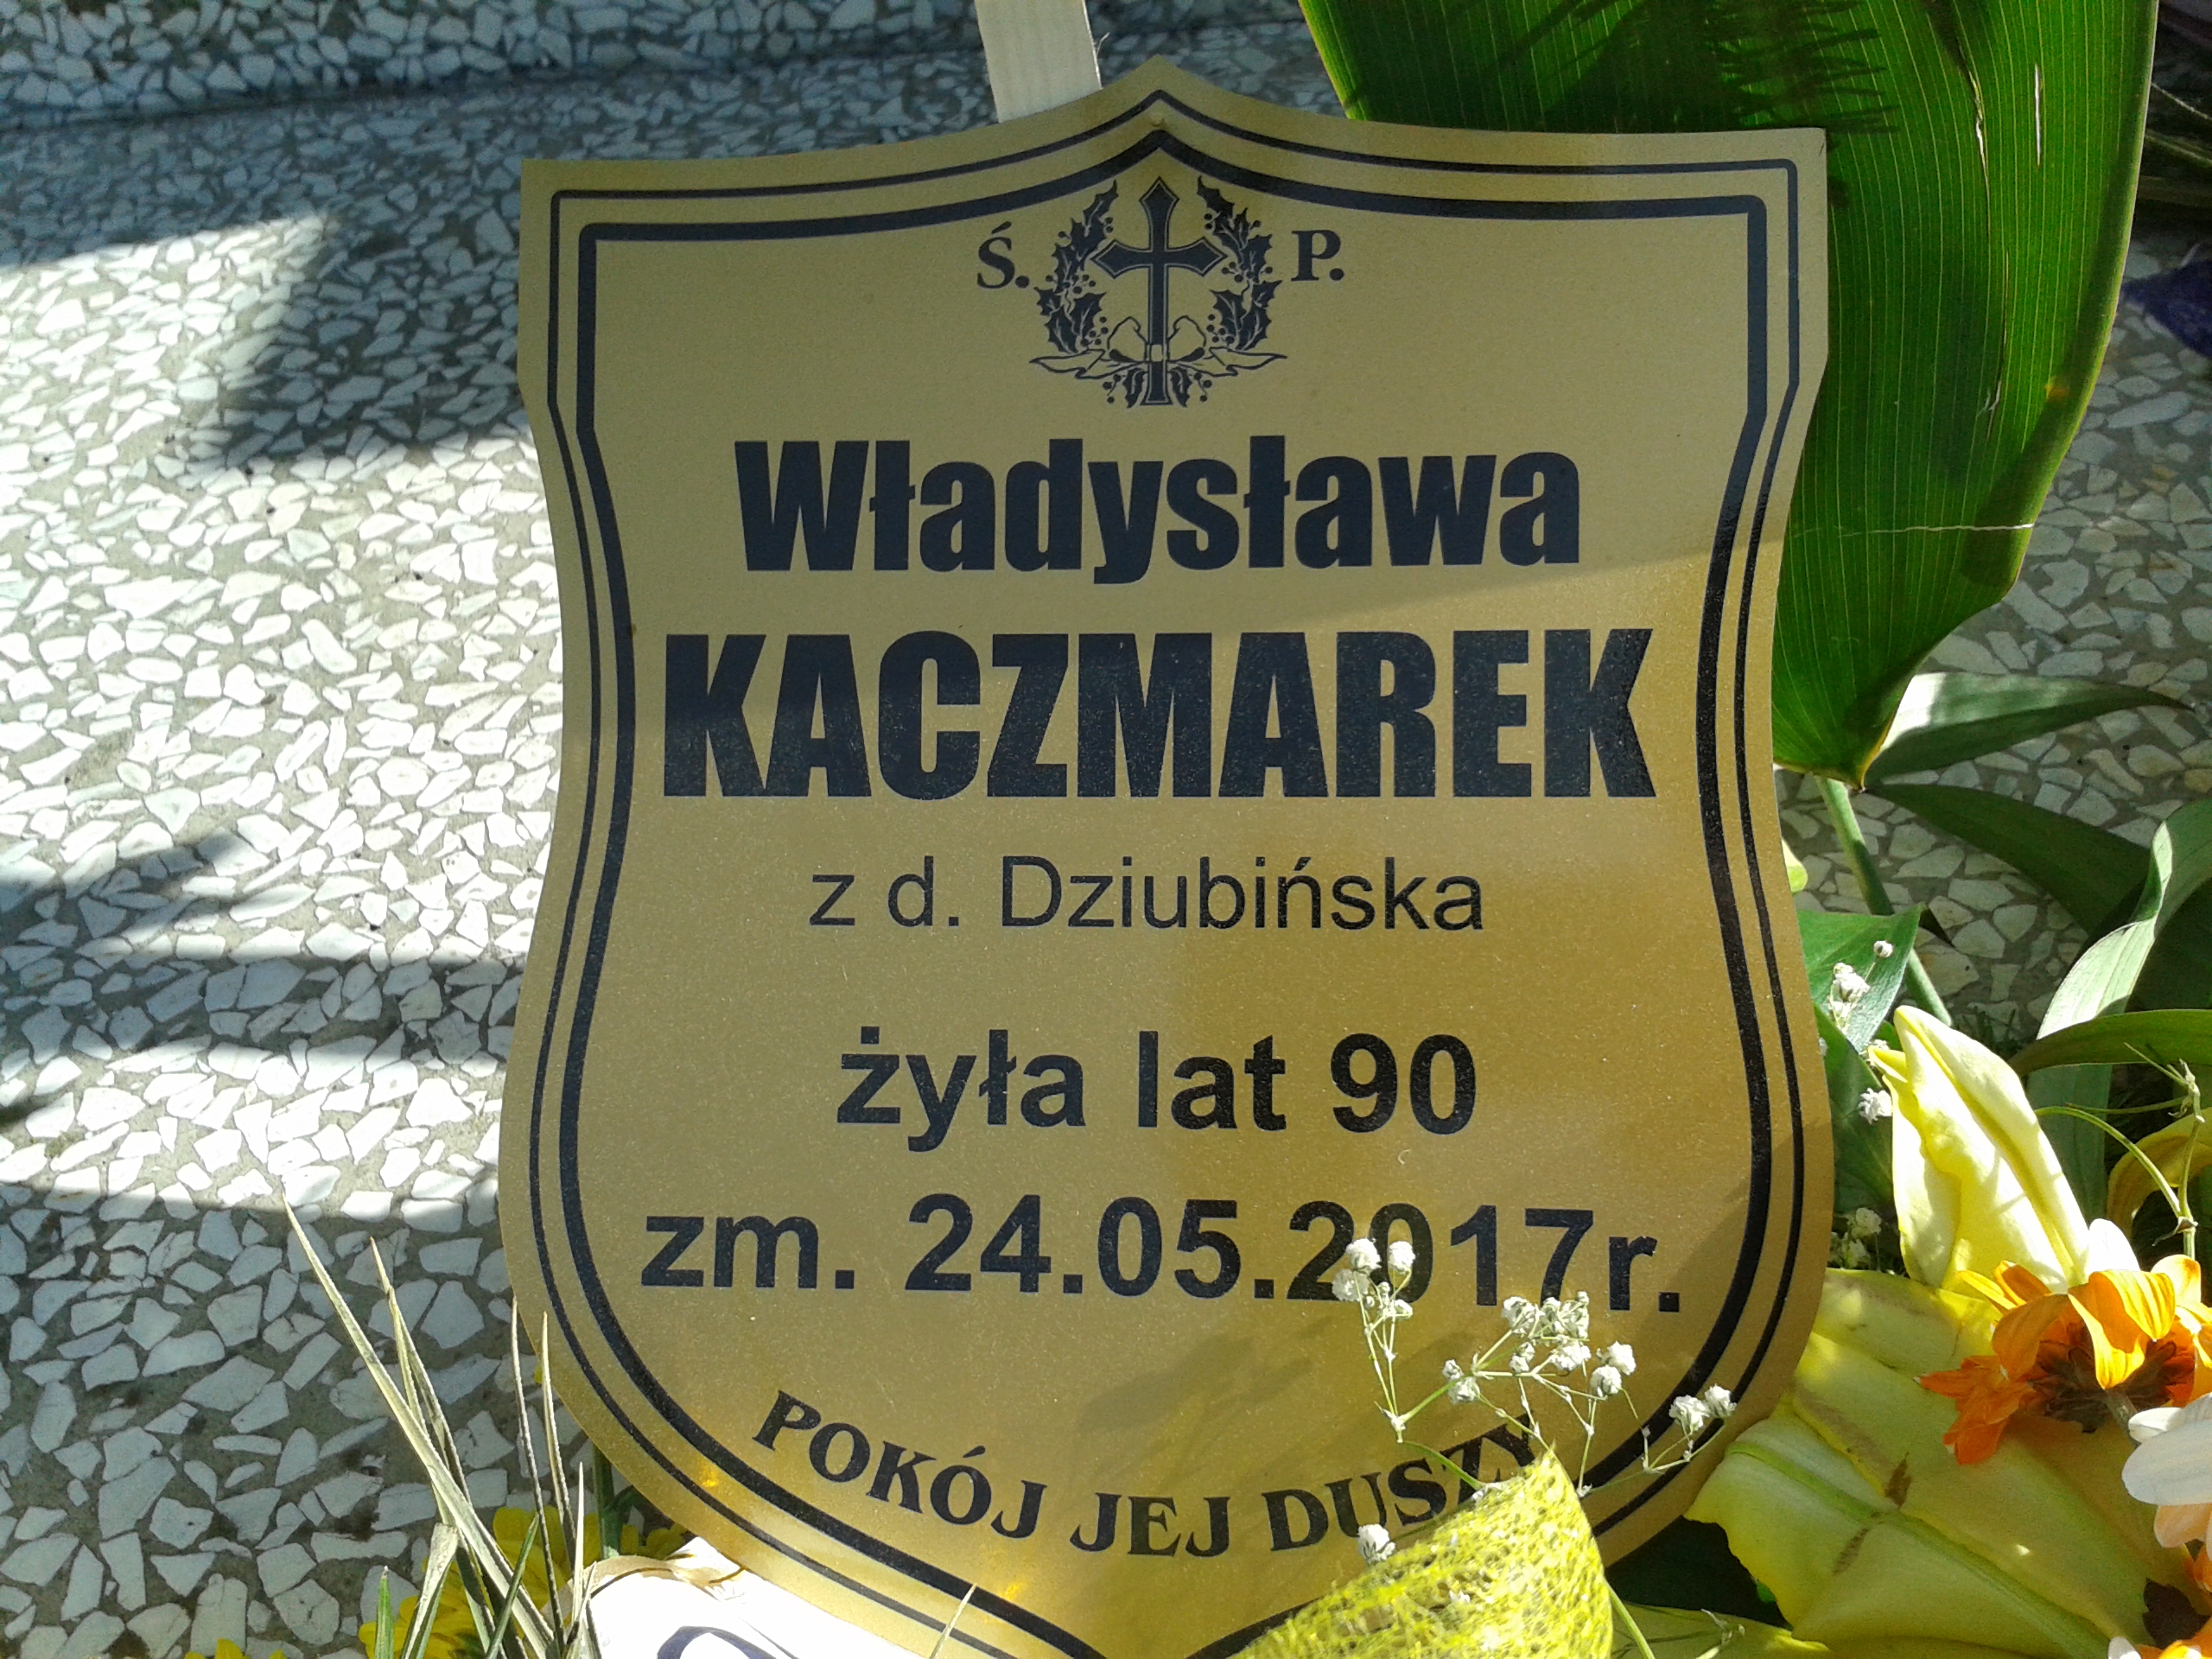 Ś. P.
Władysława
KACZMAREK
z d. Dziubińska
żyła lat 90
zm. 24.05.2017r.
POKÓJ JEJ DUSZY